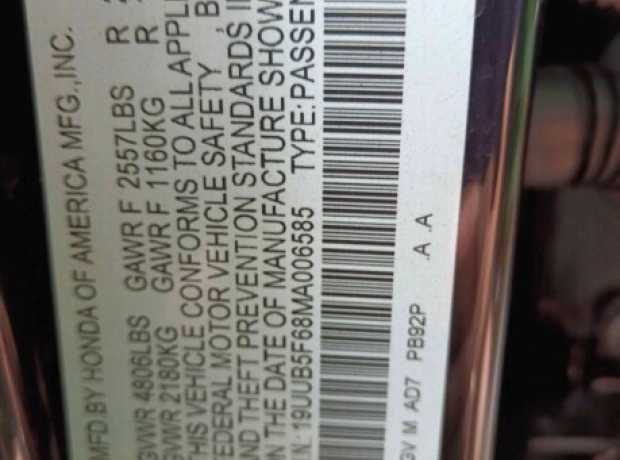 MFD BY HONDA OF AMERICA MFG.,INC.
GVWR 4806LBS GAWR F 2557LBS R
GVWR 2180KG GAWR F 1160KG R
THIS VEHICLE CONFORMS TO ALL APPLI
FEDERAL MOTOR VEHICLE SAFETY , B
AND THEFT PREVENTION STANDARDS I
ON THE DATE OF MANUFACTURE SHOW
I.N.:19UUB5F68MA006585 TYPE:PASSEN
GV M AD7 PB92P .A .A